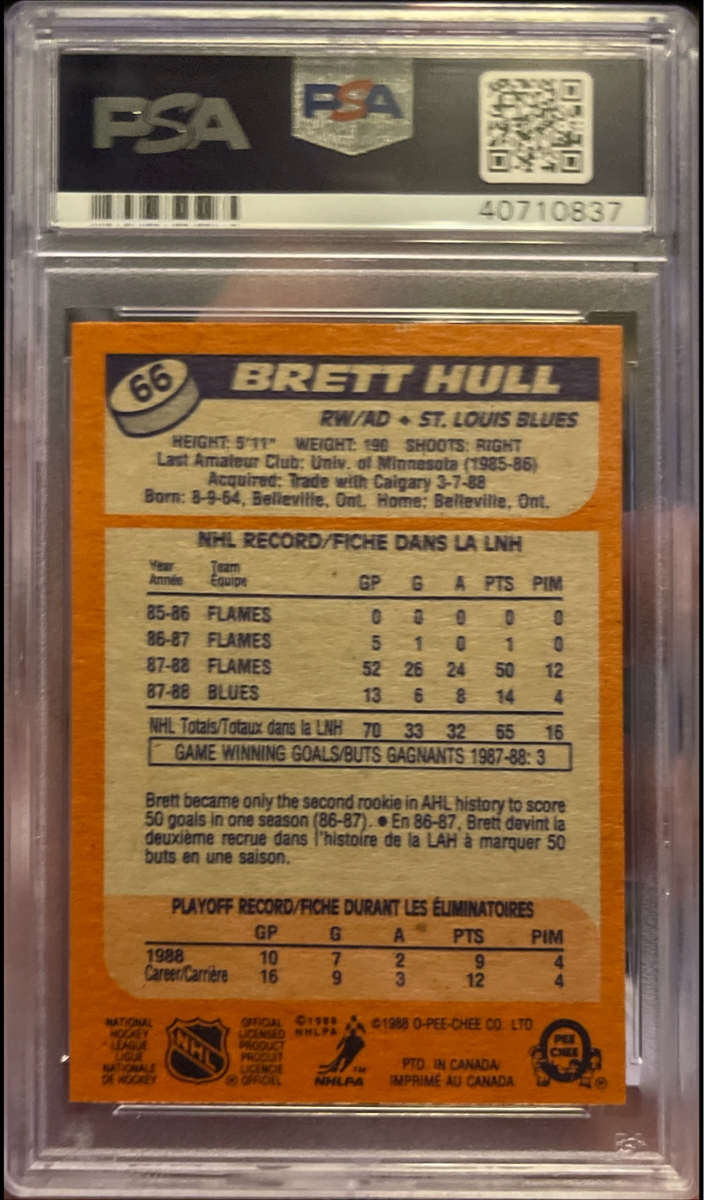 PSA
PSA
40710837
66
BRETT HULL
RW/AD • ST. LOUIS BLUES
HEIGHT: 5'11" WEIGHT: 190 SHOOTS: RIGHT
Last Amateur Club: Univ. of Minnesota (1985-86)
Acquired: Trade with Calgary 3-7-88
Born: 8-9-64, Belleville, Ont. Home: Belleville, Ont.
NHL RECORD/FICHE DANS LA LNH
Year Team
Année Équipe GP G A PTS PIM
85-86 FLAMES 0 0 0 0 0
86-87 FLAMES 5 1 0 1 0
87-88 FLAMES 52 26 24 50 12
87-88 BLUES 13 6 8 14 4
NHL Totals/Totaux dans la LNH 70 33 32 65 16
GAME WINNING GOALS/BUTS GAGNANTS 1987-88: 3
Brett became only the second rookie in AHL history to score
50 goals in one season (86-87). ● En 86-87, Brett devint la
deuxième recrue dans l'histoire de la LAH à marquer 50
buts en une saison.
PLAYOFF RECORD/FICHE DURANT LES ÉLIMINATOIRES
GP G A PTS PIM
1988 10 7 2 9 4
Career/Carrière 16 9 3 12 4
NATIONAL
HOCKEY
LEAGUE
LIGUE
NATIONALE
DE HOCKEY
NHL
®
OFFICIAL
LICENSED
PRODUCT
PRODUIT
LICENCIÉ
OFFICIEL
©1988
NHLPA
TM
NHLPA
©1988 O-PEE-CHEE CO. LTD.
PTD. IN CANADA/
IMPRIMÉ AU CANADA
PEE
CHEE
®
PSA